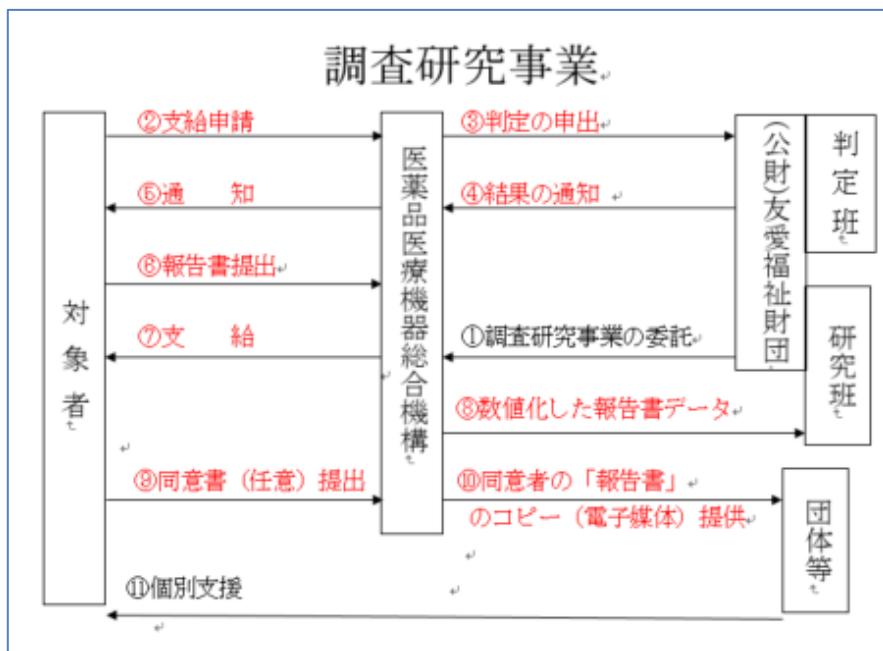 調査研究事業
②支給申請
③判定の申出
⑤通　　知
④結果の通知
⑥報告書提出
⑦支　　給
①調査研究事業の委託
⑧数値化した報告書データ
⑨同意書（任意）提出
⑩同意者の「報告書」
のコピー（電子媒体）提供
⑪個別支援
対象者
医薬品医療機器総合機構
(公財)友愛福祉財団
判定班
研究班
団体等